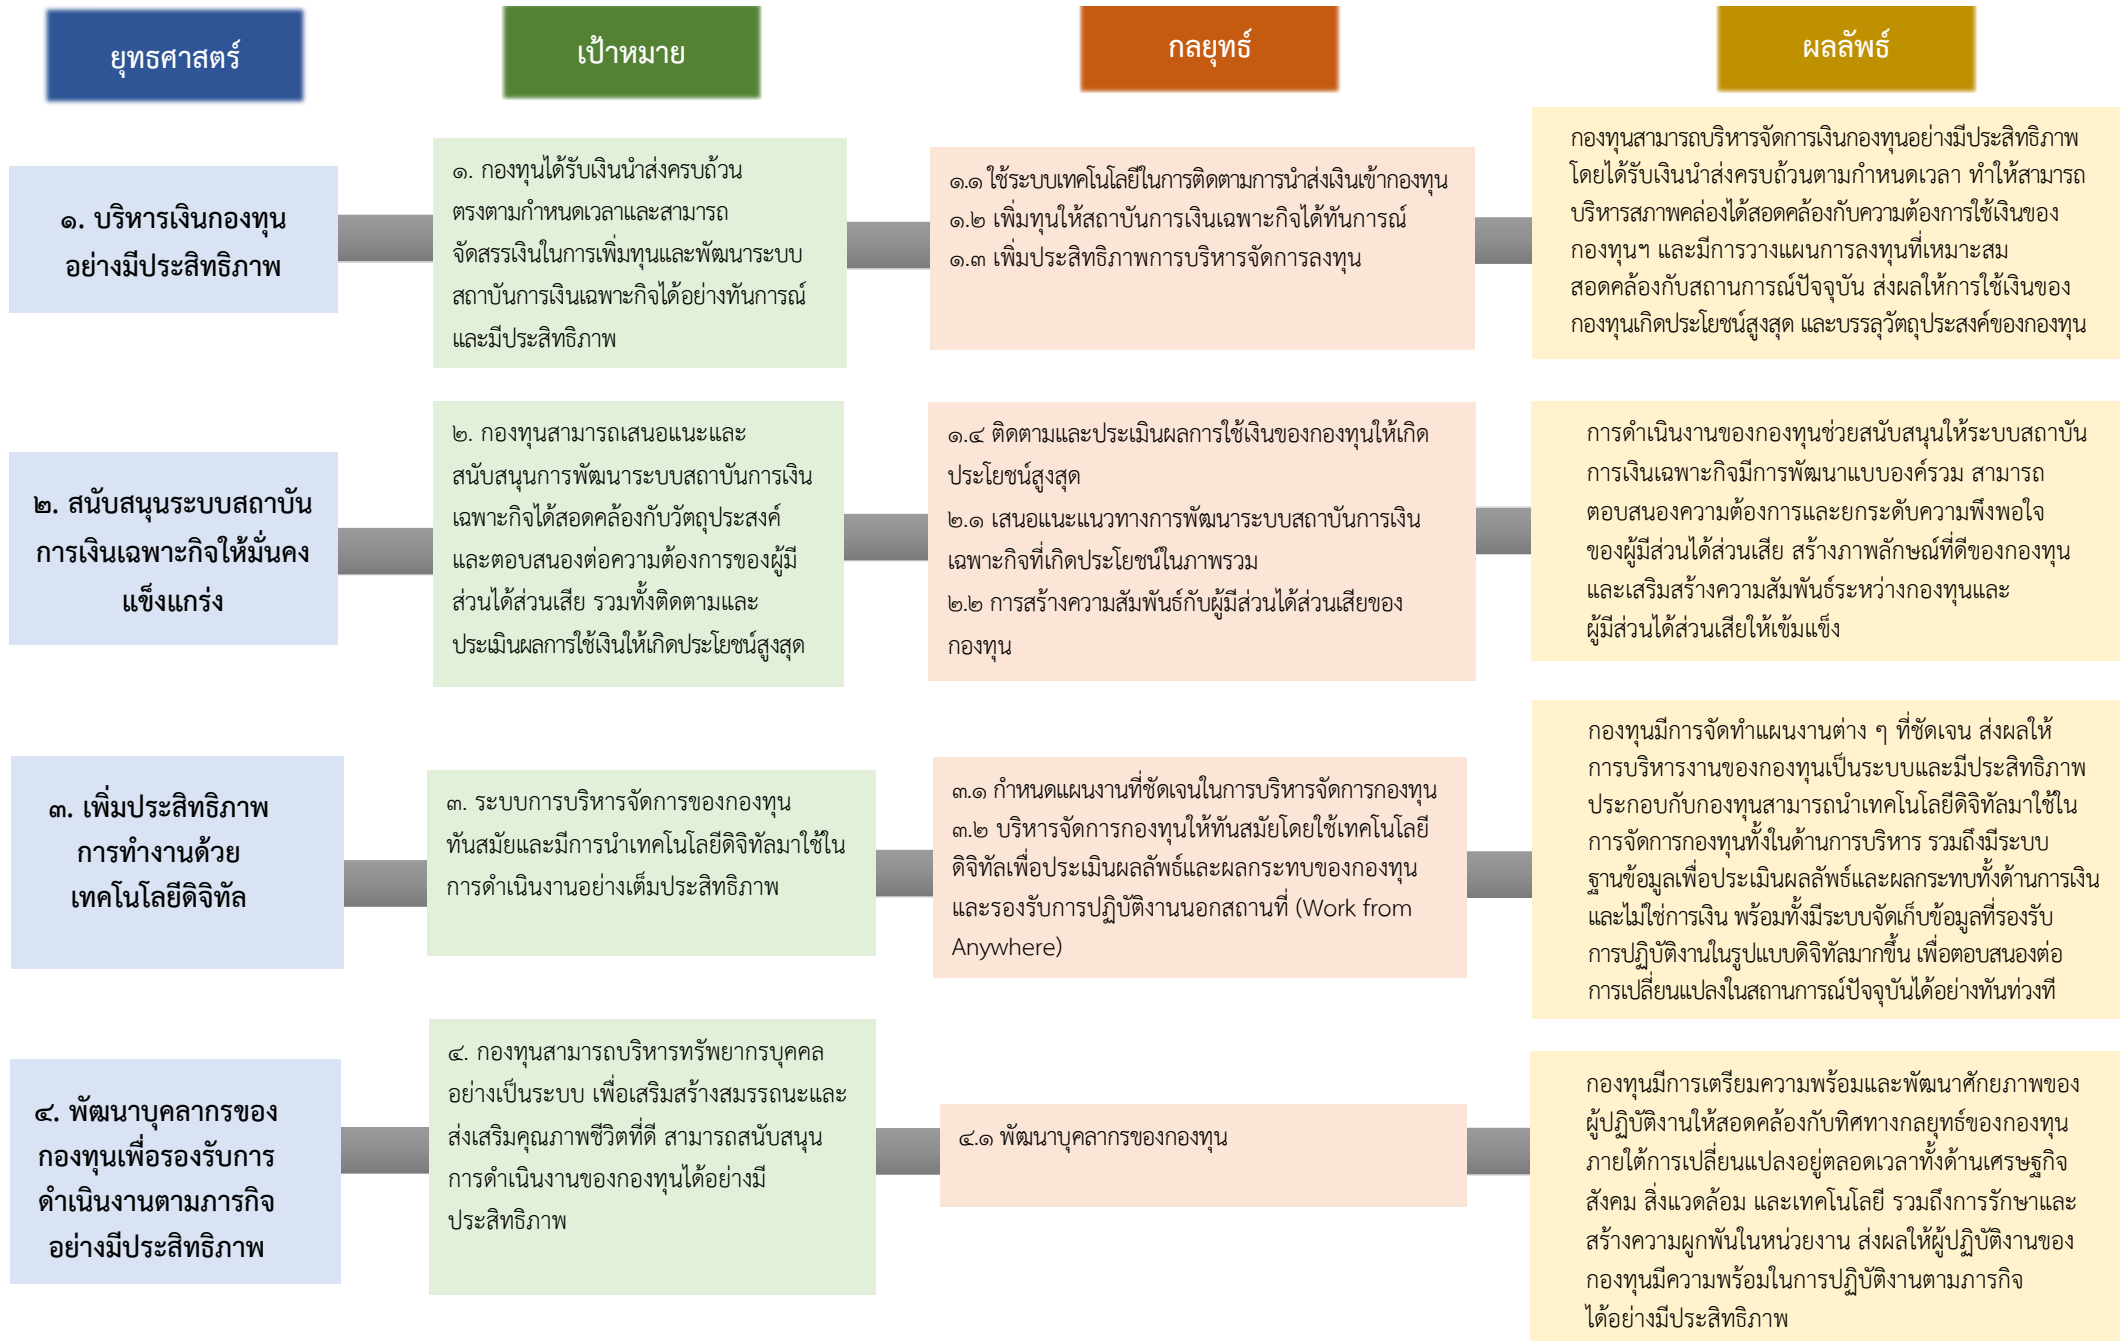 ยุทธศาสตร์
เป้าหมาย
กลยุทธ์
ผลลัพธ์
๑. บริหารเงินกองทุน
อย่างมีประสิทธิภาพ
๑. กองทุนได้รับเงินนำส่งครบถ้วน
ตรงตามกำหนดเวลาและสามารถ
จัดสรรเงินในการเพิ่มทุนและพัฒนาระบบ
สถาบันการเงินเฉพาะกิจได้อย่างทันการณ์
และมีประสิทธิภาพ
๑.๑ ใช้ระบบเทคโนโลยีในการติดตามการนำส่งเงินเข้ากองทุน
๑.๒ เพิ่มทุนให้สถาบันการเงินเฉพาะกิจได้ทันการณ์
๑.๓ เพิ่มประสิทธิภาพการบริหารจัดการลงทุน
กองทุนสามารถบริหารจัดการเงินกองทุนอย่างมีประสิทธิภาพ
โดยได้รับเงินนำส่งครบถ้วนตามกำหนดเวลา ทำให้สามารถ
บริหารสภาพคล่องได้สอดคล้องกับความต้องการใช้เงินของ
กองทุนฯ และมีการวางแผนการลงทุนที่เหมาะสม
สอดคล้องกับสถานการณ์ปัจจุบัน ส่งผลให้การใช้เงินของ
กองทุนเกิดประโยชน์สูงสุด และบรรลุวัตถุประสงค์ของกองทุน
๒. สนับสนุนระบบสถาบัน
การเงินเฉพาะกิจให้มั่นคง
แข็งแกร่ง
๒. กองทุนสามารถเสนอแนะและ
สนับสนุนการพัฒนาระบบสถาบันการเงิน
เฉพาะกิจได้สอดคล้องกับวัตถุประสงค์
และตอบสนองต่อความต้องการของผู้มี
ส่วนได้ส่วนเสีย รวมทั้งติดตามและ
ประเมินผลการใช้เงินให้เกิดประโยชน์สูงสุด
๑.๔ ติดตามและประเมินผลการใช้เงินของกองทุนให้เกิด
ประโยชน์สูงสุด
๒.๑ เสนอแนะแนวทางการพัฒนาระบบสถาบันการเงิน
เฉพาะกิจที่เกิดประโยชน์ในภาพรวม
๒.๒ การสร้างความสัมพันธ์กับผู้มีส่วนได้ส่วนเสียของ
กองทุน
การดำเนินงานของกองทุนช่วยสนับสนุนให้ระบบสถาบัน
การเงินเฉพาะกิจมีการพัฒนาแบบองค์รวม สามารถ
ตอบสนองความต้องการและยกระดับความพึงพอใจ
ของผู้มีส่วนได้ส่วนเสีย สร้างภาพลักษณ์ที่ดีของกองทุน
และเสริมสร้างความสัมพันธ์ระหว่างกองทุนและ
ผู้มีส่วนได้ส่วนเสียให้เข้มแข็ง
๓. เพิ่มประสิทธิภาพ
การทำงานด้วย
เทคโนโลยีดิจิทัล
๓. ระบบการบริหารจัดการของกองทุน
ทันสมัยและมีการนำเทคโนโลยีดิจิทัลมาใช้ใน
การดำเนินงานอย่างเต็มประสิทธิภาพ
๓.๑ กำหนดแผนงานที่ชัดเจนในการบริหารจัดการกองทุน
๓.๒ บริหารจัดการกองทุนให้ทันสมัยโดยใช้เทคโนโลยี
ดิจิทัลเพื่อประเมินผลลัพธ์และผลกระทบของกองทุน
และรองรับการปฏิบัติงานนอกสถานที่ (Work from
Anywhere)
กองทุนมีการจัดทำแผนงานต่าง ๆ ที่ชัดเจน ส่งผลให้
การบริหารงานของกองทุนเป็นระบบและมีประสิทธิภาพ
ประกอบกับกองทุนสามารถนำเทคโนโลยีดิจิทัลมาใช้ใน
การจัดการกองทุนทั้งในด้านการบริหาร รวมถึงมีระบบ
ฐานข้อมูลเพื่อประเมินผลลัพธ์และผลกระทบทั้งด้านการเงิน
และไม่ใช่การเงิน พร้อมทั้งมีระบบจัดเก็บข้อมูลที่รองรับ
การปฏิบัติงานในรูปแบบดิจิทัลมากขึ้น เพื่อตอบสนองต่อ
การเปลี่ยนแปลงในสถานการณ์ปัจจุบันได้อย่างทันท่วงที
๔. พัฒนาบุคลากรของ
กองทุนเพื่อรองรับการ
ดำเนินงานตามภารกิจ
อย่างมีประสิทธิภาพ
๔. กองทุนสามารถบริหารทรัพยากรบุคคล
อย่างเป็นระบบ เพื่อเสริมสร้างสมรรถนะและ
ส่งเสริมคุณภาพชีวิตที่ดี สามารถสนับสนุน
การดำเนินงานของกองทุนได้อย่างมี
ประสิทธิภาพ
๔.๑ พัฒนาบุคลากรของกองทุน
กองทุนมีการเตรียมความพร้อมและพัฒนาศักยภาพของ
ผู้ปฏิบัติงานให้สอดคล้องกับทิศทางกลยุทธ์ของกองทุน
ภายใต้การเปลี่ยนแปลงอยู่ตลอดเวลาทั้งด้านเศรษฐกิจ
สังคม สิ่งแวดล้อม และเทคโนโลยี รวมถึงการรักษาและ
สร้างความผูกพันในหน่วยงาน ส่งผลให้ผู้ปฏิบัติงานของ
กองทุนมีความพร้อมในการปฏิบัติงานตามภารกิจ
ได้อย่างมีประสิทธิภาพ